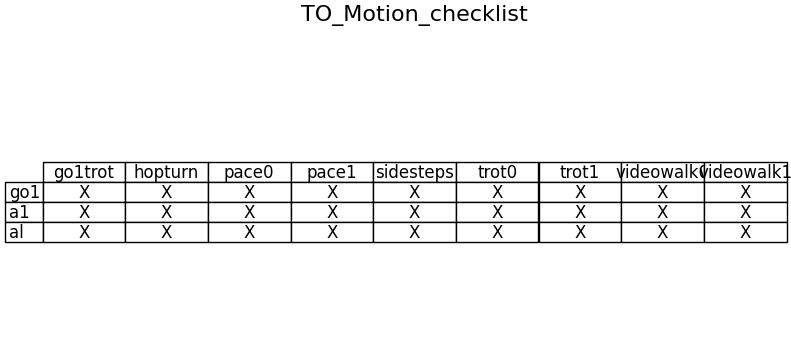 TO_Motion_checklist
go1trot hopturn pace0 pace1 sidesteps trot0 trot1 videowalk0 videowalk1
go1 X X X X X X X X X
a1 X X X X X X X X X
al X X X X X X X X X